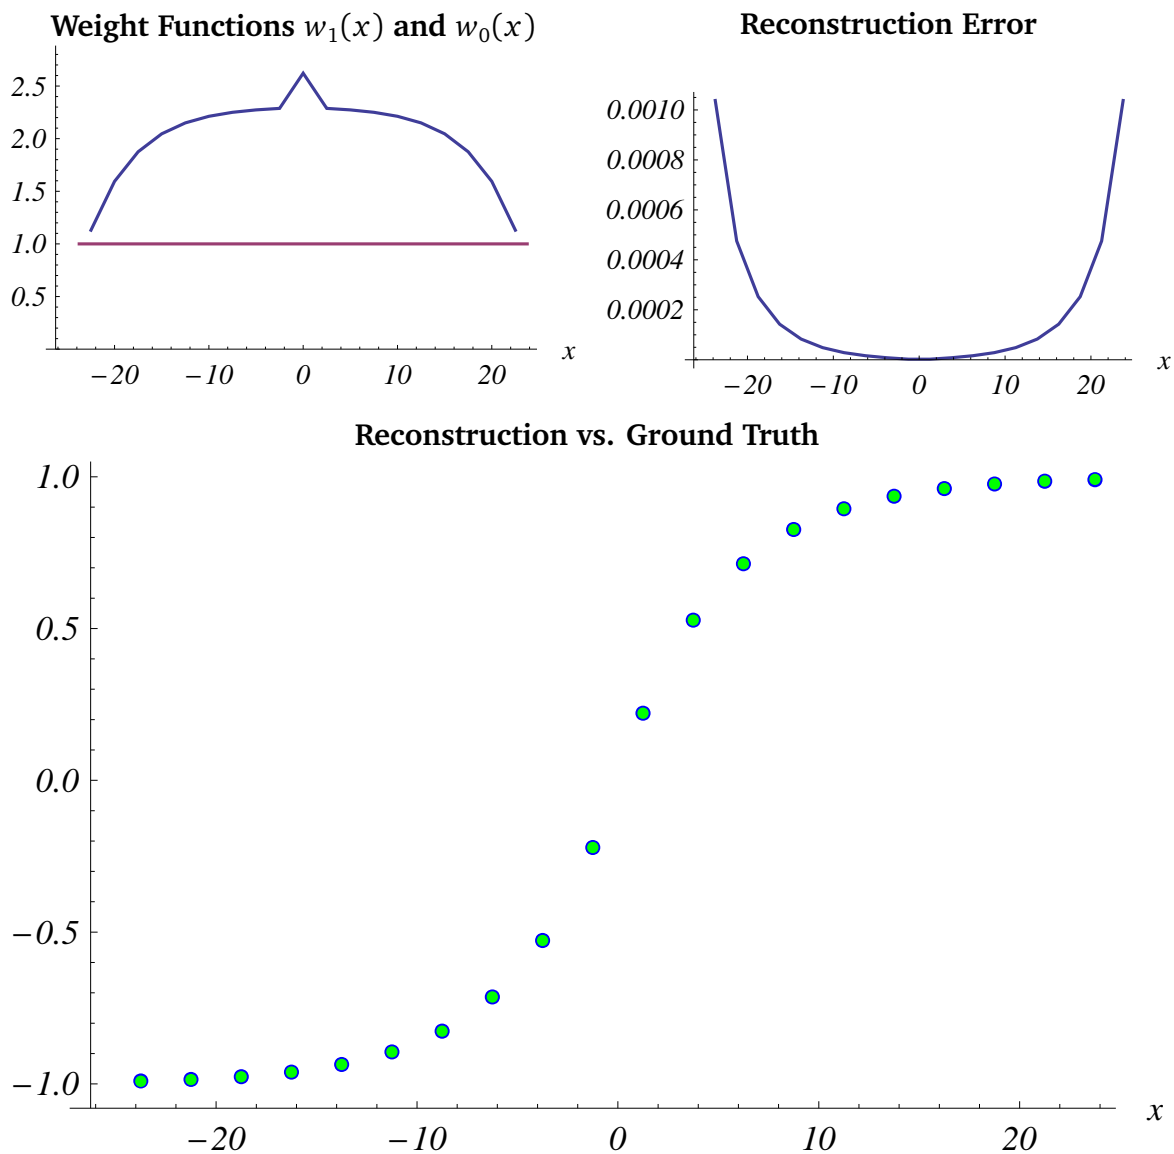 Weight Functions w₁(x) and w₀(x)
2.5
2.0
1.5
1.0
0.5
−20 −10 0 10 20 x
Reconstruction Error
0.0010
0.0008
0.0006
0.0004
0.0002
−20 −10 0 10 20 x
Reconstruction vs. Ground Truth
1.0
0.5
0.0
−0.5
−1.0
−20 −10 0 10 20 x